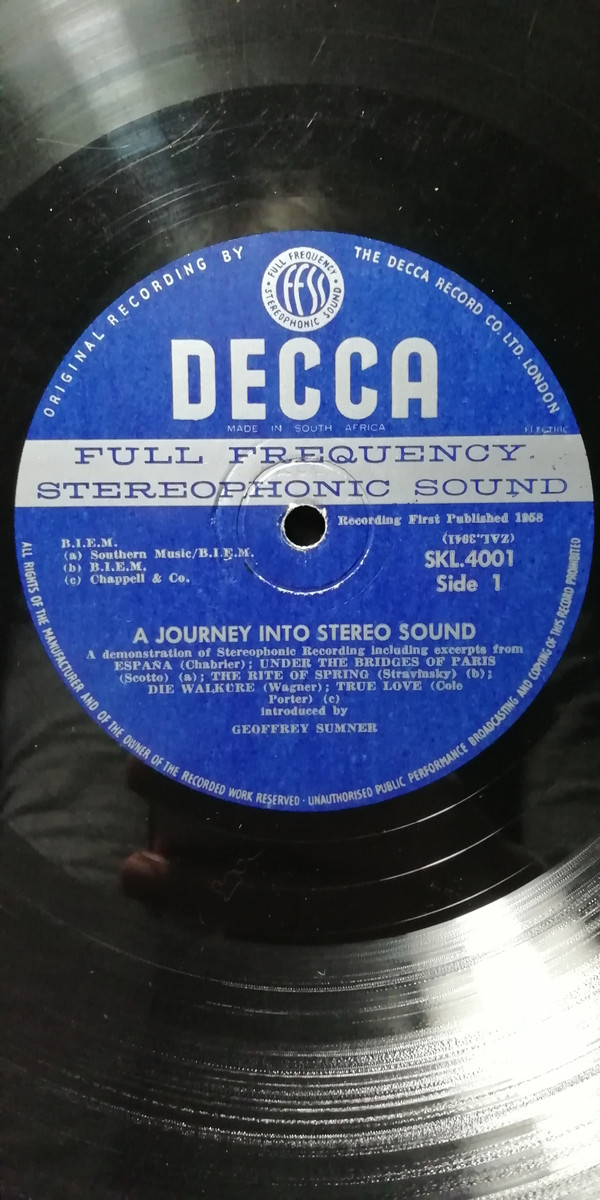 ORIGINAL RECORDING BY THE DECCA RECORD CO. LTD. LONDON
FULL FREQUENCY
FFSS
STEREOPHONIC SOUND
DECCA
MADE IN SOUTH AFRICA
ELECTRIC
FULL FREQUENCY
STEREOPHONIC SOUND
Recording First Published 1958
B.I.E.M.
(a) Southern Music/B.I.E.M.
(b) B.I.E.M.
(c) Chappell & Co.
(ZAL.3941)
SKL.4001
Side 1
A JOURNEY INTO STEREO SOUND
A demonstration of Stereophonic Recording including excerpts from
ESPAÑA (Chabrier); UNDER THE BRIDGES OF PARIS
(Scotto) (a); THE RITE OF SPRING (Stravinsky) (b);
DIE WALKÜRE (Wagner); TRUE LOVE (Cole
Porter) (c)
introduced by
GEOFFREY SUMNER
ALL RIGHTS OF THE MANUFACTURER AND OF THE OWNER OF THE RECORDED WORK RESERVED · UNAUTHORISED PUBLIC PERFORMANCE BROADCASTING AND COPYING OF THIS RECORD PROHIBITED